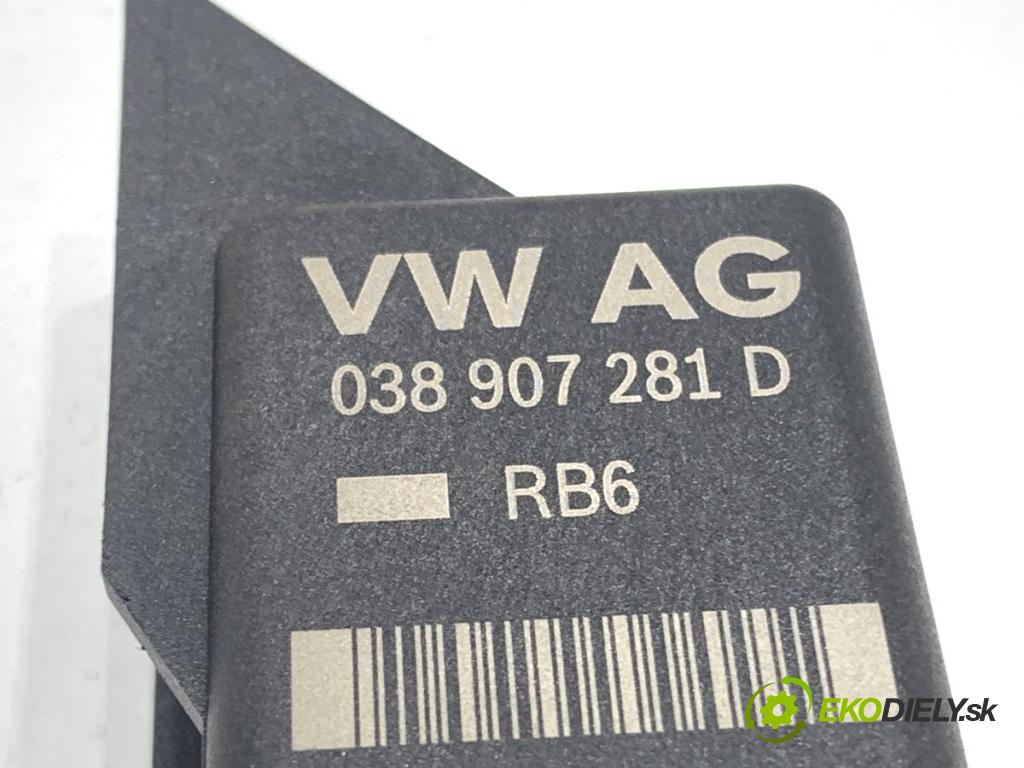 VW AG
038 907 281 D
RB6
EKODIELY.sk